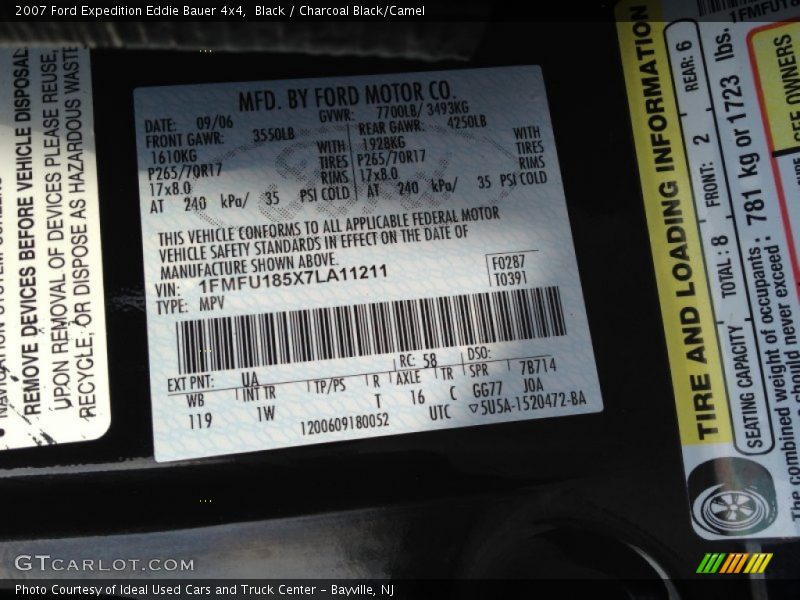 2007 Ford Expedition Eddie Bauer 4x4,  Black / Charcoal Black/Camel
REMOVE DEVICES BEFORE VEHICLE DISPOSAL.
UPON REMOVAL OF DEVICES PLEASE REUSE,
RECYCLE, OR DISPOSE AS HAZARDOUS WASTE
MFD. BY FORD MOTOR CO.
DATE: 09/06 GVWR: 7700LB/ 3493KG
FRONT GAWR: 3550LB REAR GAWR: 4250LB
1610KG WITH 1928KG WITH
P265/70R17 TIRES P265/70R17 TIRES
17x8.0 RIMS 17x8.0 RIMS
AT 240 kPa/ 35 PSI COLD AT 240 kPa/ 35 PSI COLD
THIS VEHICLE CONFORMS TO ALL APPLICABLE FEDERAL MOTOR
VEHICLE SAFETY STANDARDS IN EFFECT ON THE DATE OF
MANUFACTURE SHOWN ABOVE.
VIN: 1FMFU185X7LA11211 F0287
TYPE: MPV T0391
EXT PNT: UA RC: 58 DSO:
WB INT TR TP/PS R AXLE TR SPR 7B714
119 1W T 16 C GG77 J0A
1200609180052 UTC ▽5U5A-1520472-BA
TIRE AND LOADING INFORMATION
SEATING CAPACITY TOTAL: 8 FRONT: 2 REAR: 6
The combined weight of occupants: 781 kg or 1723 lbs.
should never exceed
SEE OWNERS
1FMFU18
GTCARLOT.COM
Photo Courtesy of Ideal Used Cars and Truck Center – Bayville, NJ